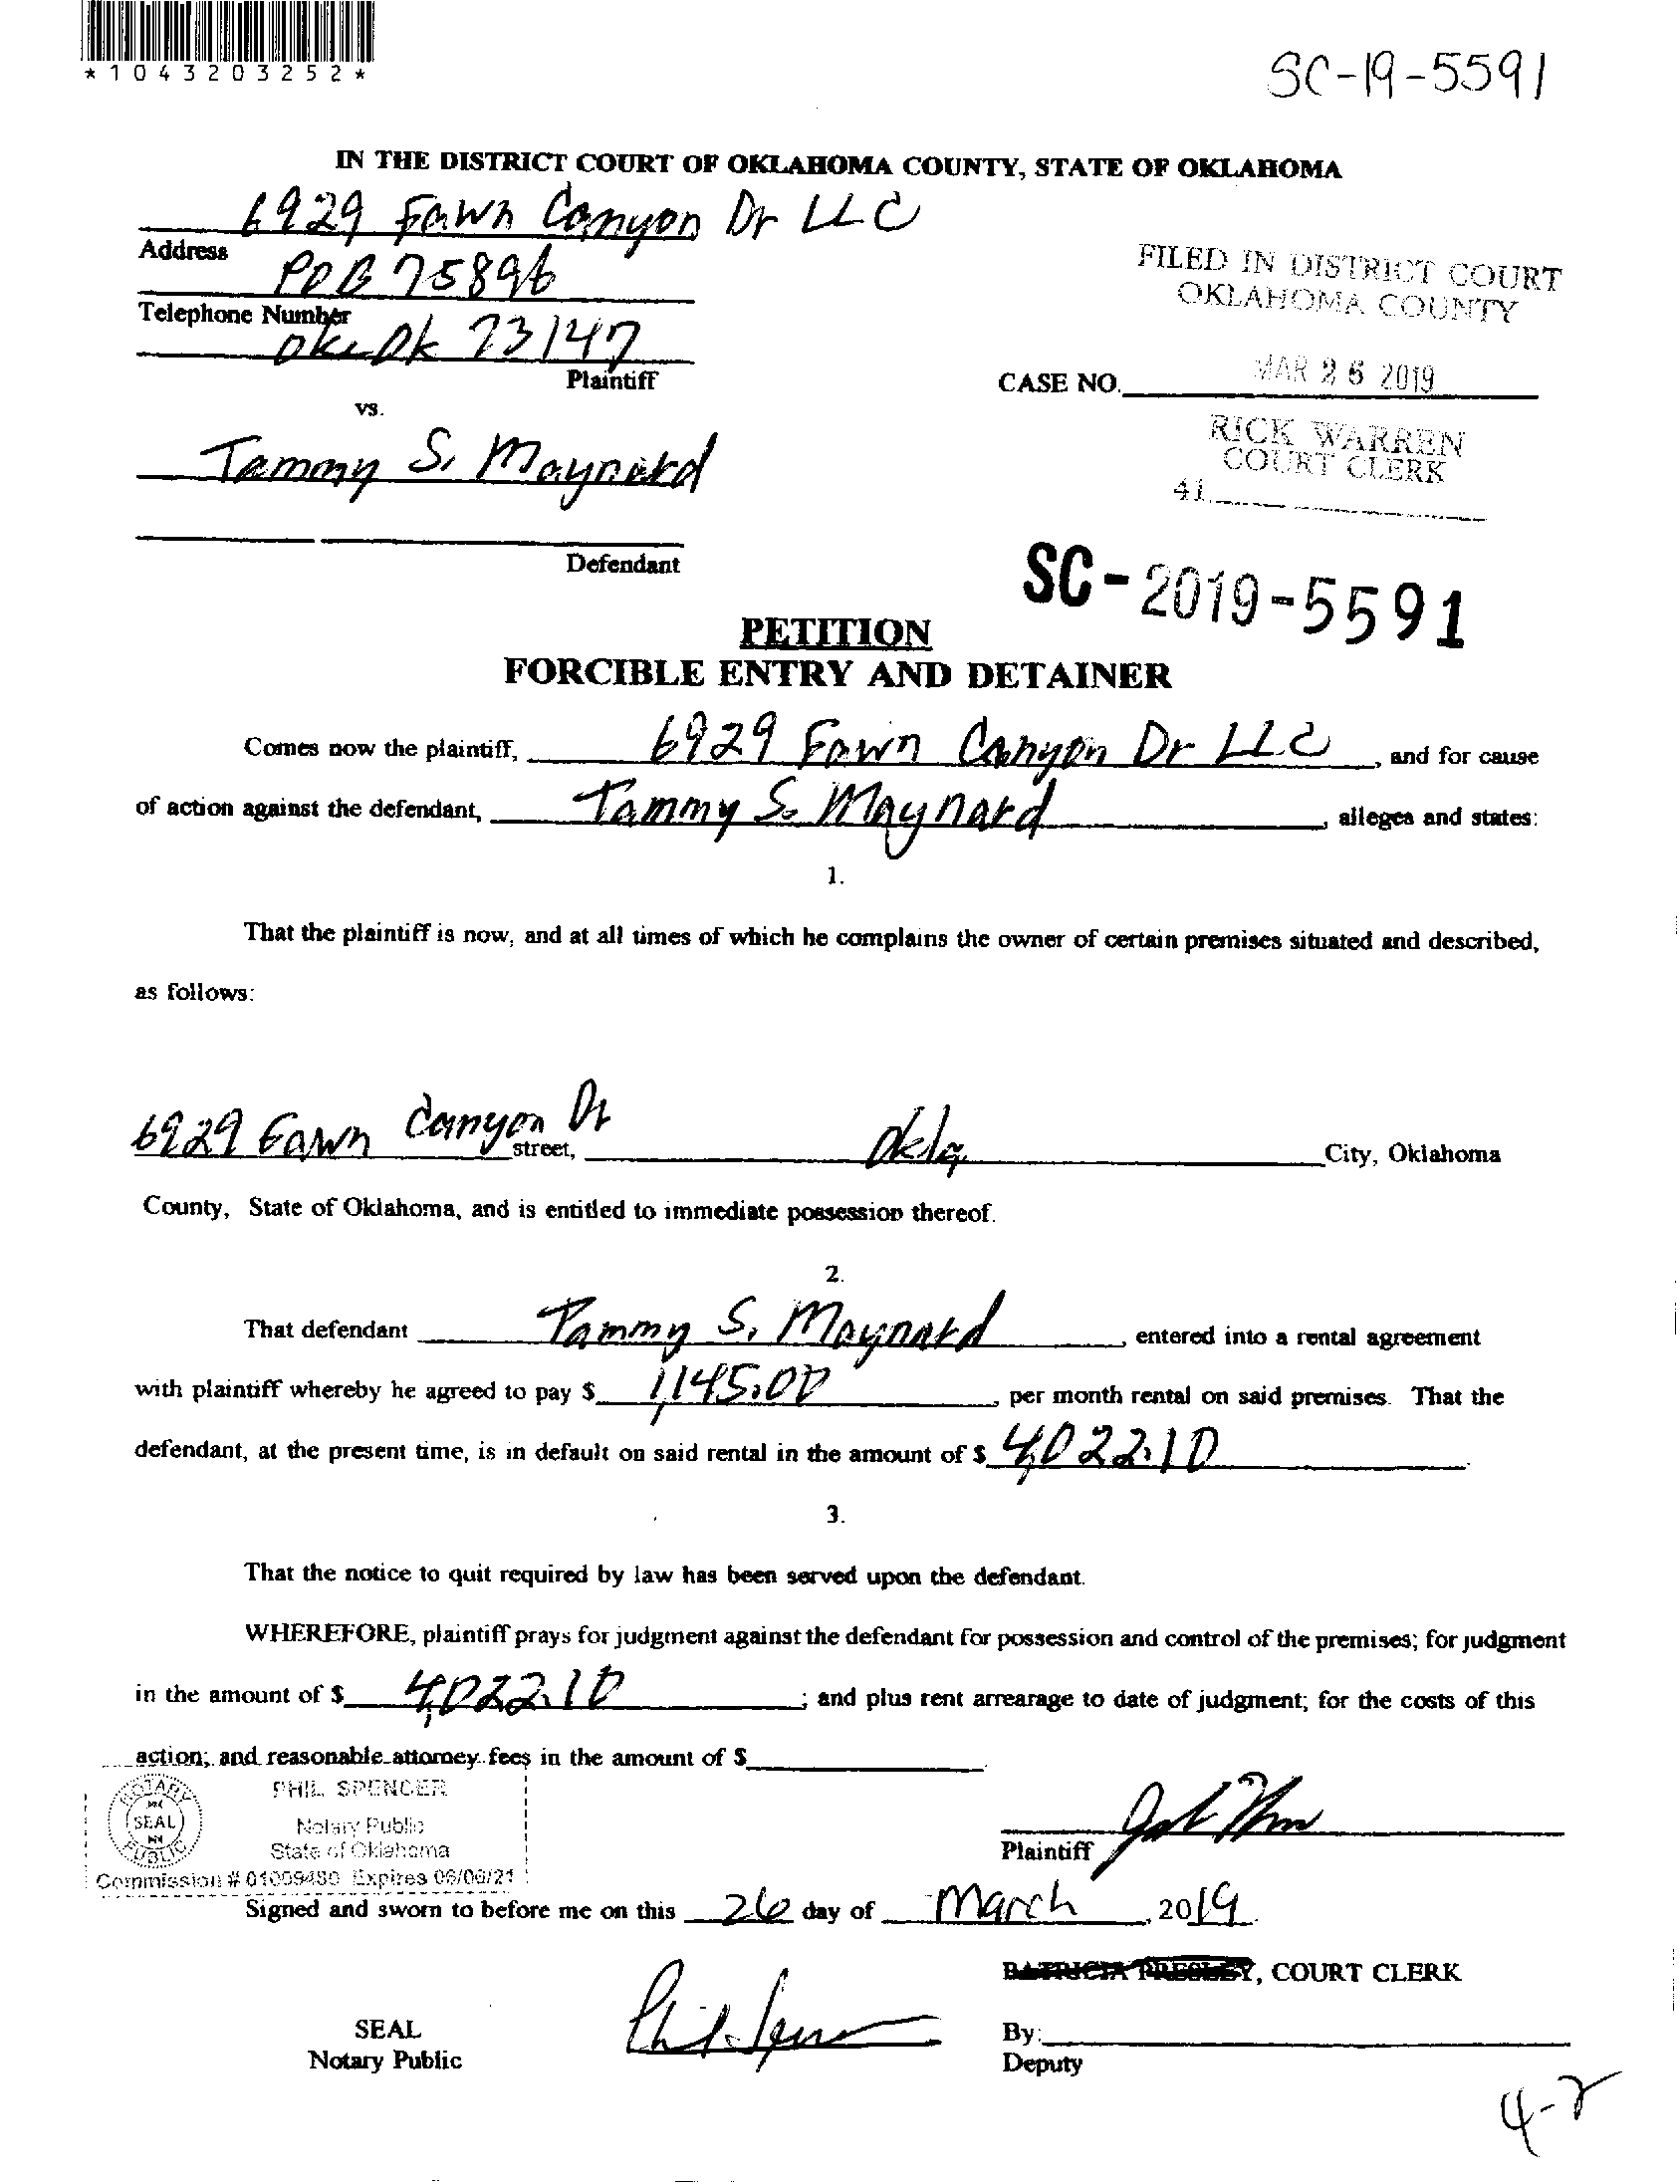 *1043203252*
SC-19-5591
IN THE DISTRICT COURT OF OKLAHOMA COUNTY, STATE OF OKLAHOMA
6929 Fawn Canyon Dr LLC
Address
POB 75896
Telephone Number
Okc Ok 73147
Plaintiff
vs.
Tammy S. Maynard
Defendant
FILED IN DISTRICT COURT
OKLAHOMA COUNTY
MAR 26 2019
CASE NO.
RICK WARREN
COURT CLERK
41
SC-2019-5591
PETITION
FORCIBLE ENTRY AND DETAINER
Comes now the plaintiff, 6929 Fawn Canyon Dr LLC, and for cause
of action against the defendant, Tammy S. Maynard, alleges and states:
1.
That the plaintiff is now, and at all times of which he complains the owner of certain premises situated and described,
as follows:
6929 Fawn Canyon Dr street, Okla City, Oklahoma
County, State of Oklahoma, and is entitled to immediate possession thereof.
2.
That defendant Tammy S. Maynard, entered into a rental agreement
with plaintiff whereby he agreed to pay $ 1,145.00, per month rental on said premises. That the
defendant, at the present time, is in default on said rental in the amount of $ 4,022.10.
3.
That the notice to quit required by law has been served upon the defendant.
WHEREFORE, plaintiff prays for judgment against the defendant for possession and control of the premises; for judgment
in the amount of $ 4,022.10; and plus rent arrearage to date of judgment; for the costs of this
action; and reasonable attorney fees in the amount of $
NOTARY PUBLIC
SEAL
PHIL SPENCER
Notary Public
State of Oklahoma
Commission # 01009480 Expires 06/06/21
Plaintiff
Signed and sworn to before me on this 26 day of March, 2019.
PATRICIA PRESLEY, COURT CLERK
Phil Spencer
SEAL
Notary Public
By:
Deputy
4-2